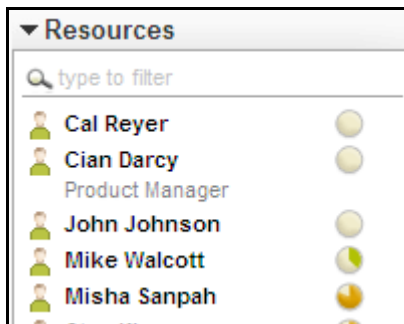 Resources
type to filter
Cal Reyer
Cian Darcy
Product Manager
John Johnson
Mike Walcott
Misha Sanpah